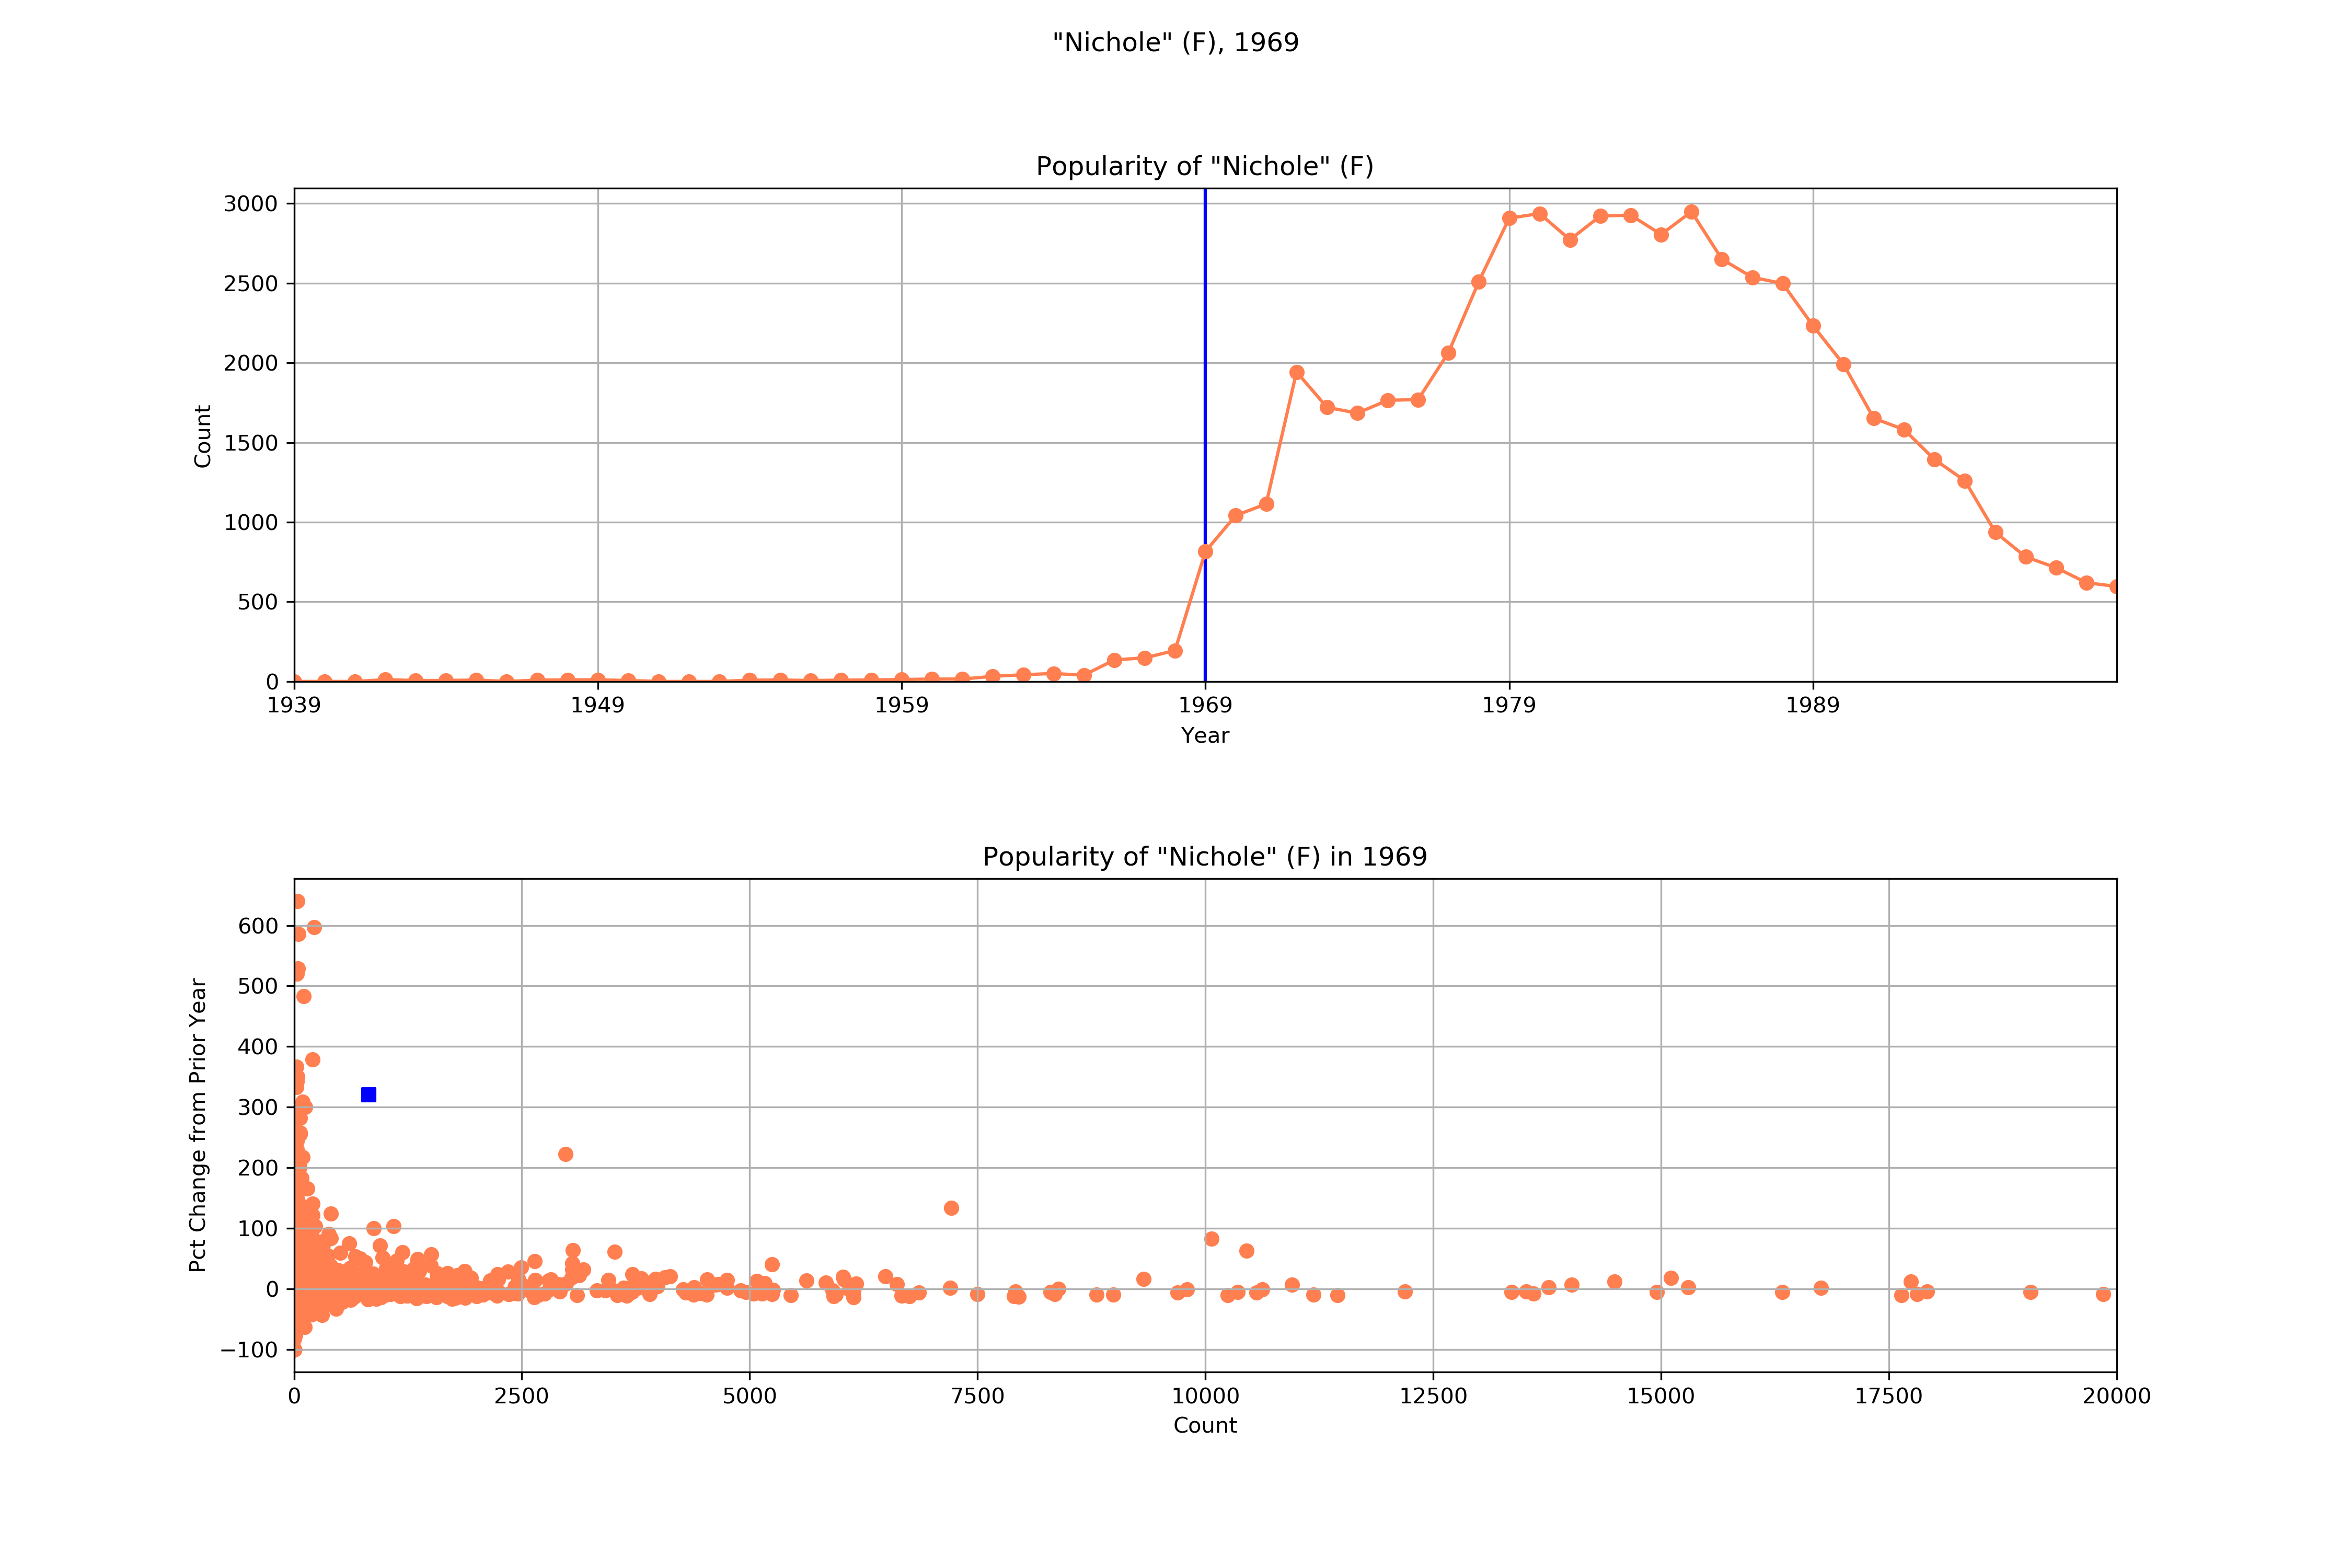 "Nichole" (F), 1969
Popularity of "Nichole" (F)
3000
2500
2000
1500
1000
500
0
Count
1939 1949 1959 1969 1979 1989
Year
Popularity of "Nichole" (F) in 1969
600
500
400
300
200
100
0
−100
Pct Change from Prior Year
0 2500 5000 7500 10000 12500 15000 17500 20000
Count